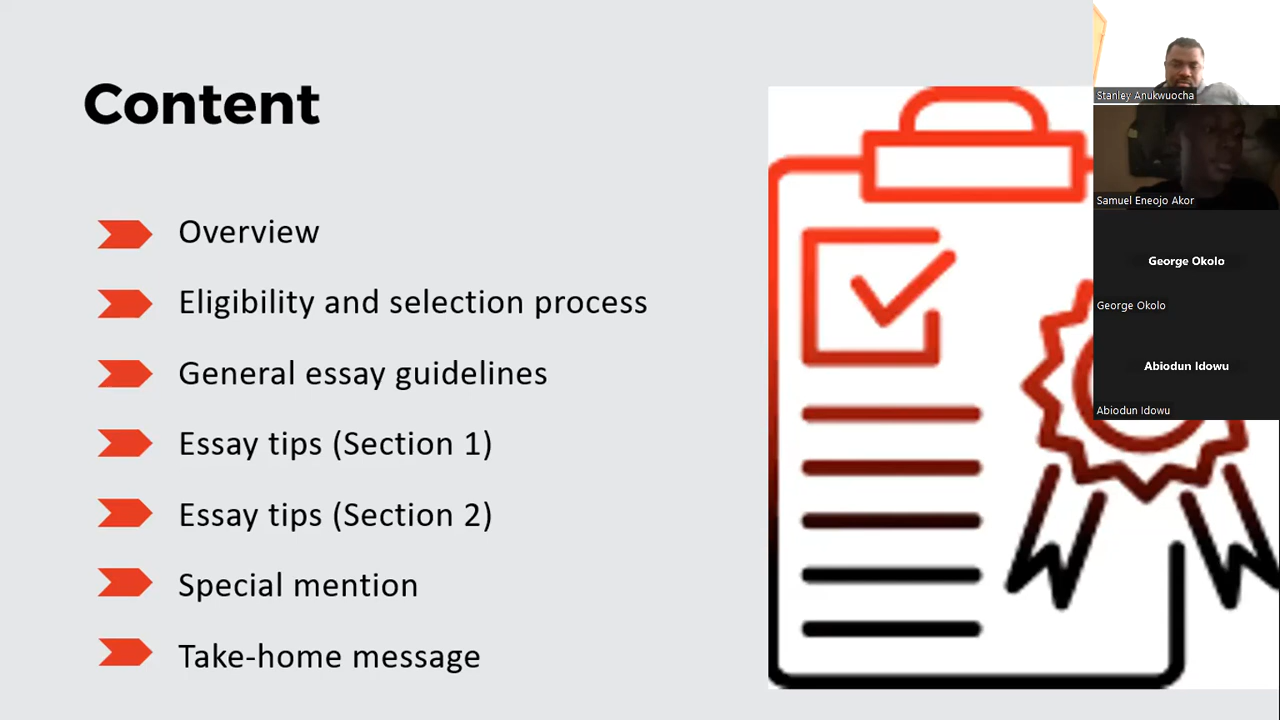 Content
Overview
Eligibility and selection process
General essay guidelines
Essay tips (Section 1)
Essay tips (Section 2)
Special mention
Take-home message
Stanley Anukwuocha
Samuel Eneojo Akor
George Okolo
George Okolo
Abiodun Idowu
Abiodun Idowu